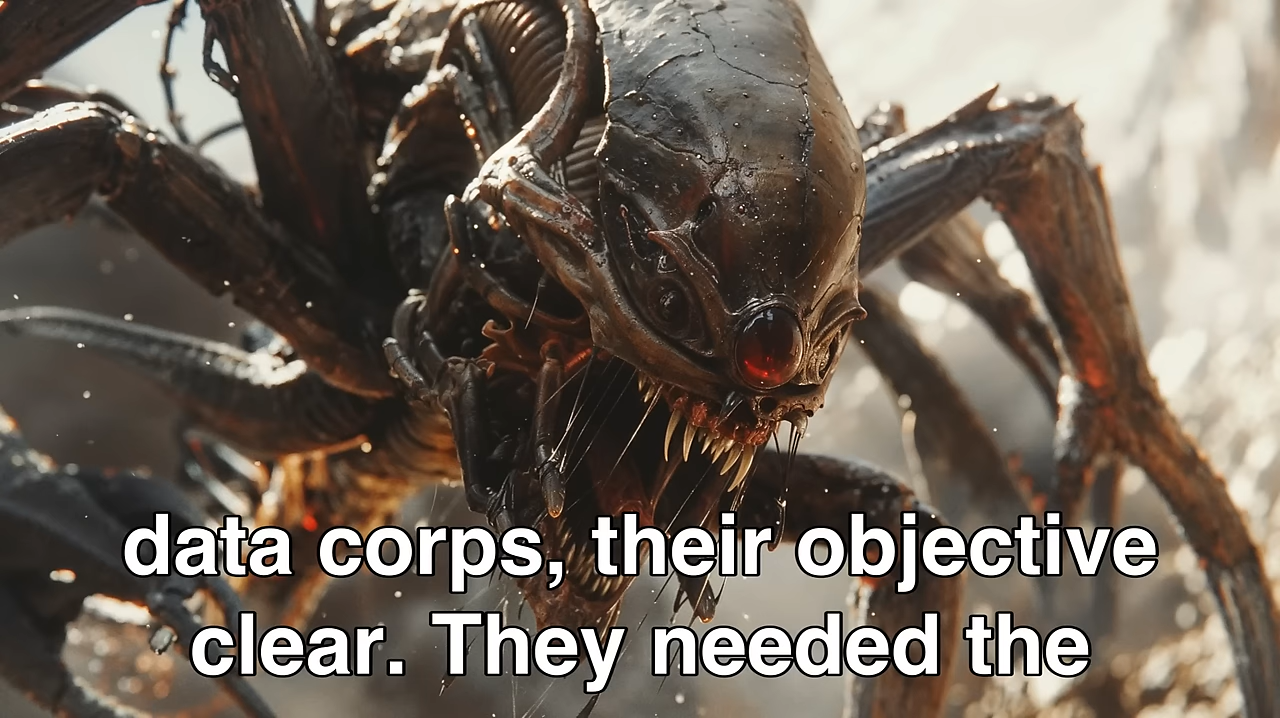 data corps, their objective
clear. They needed the